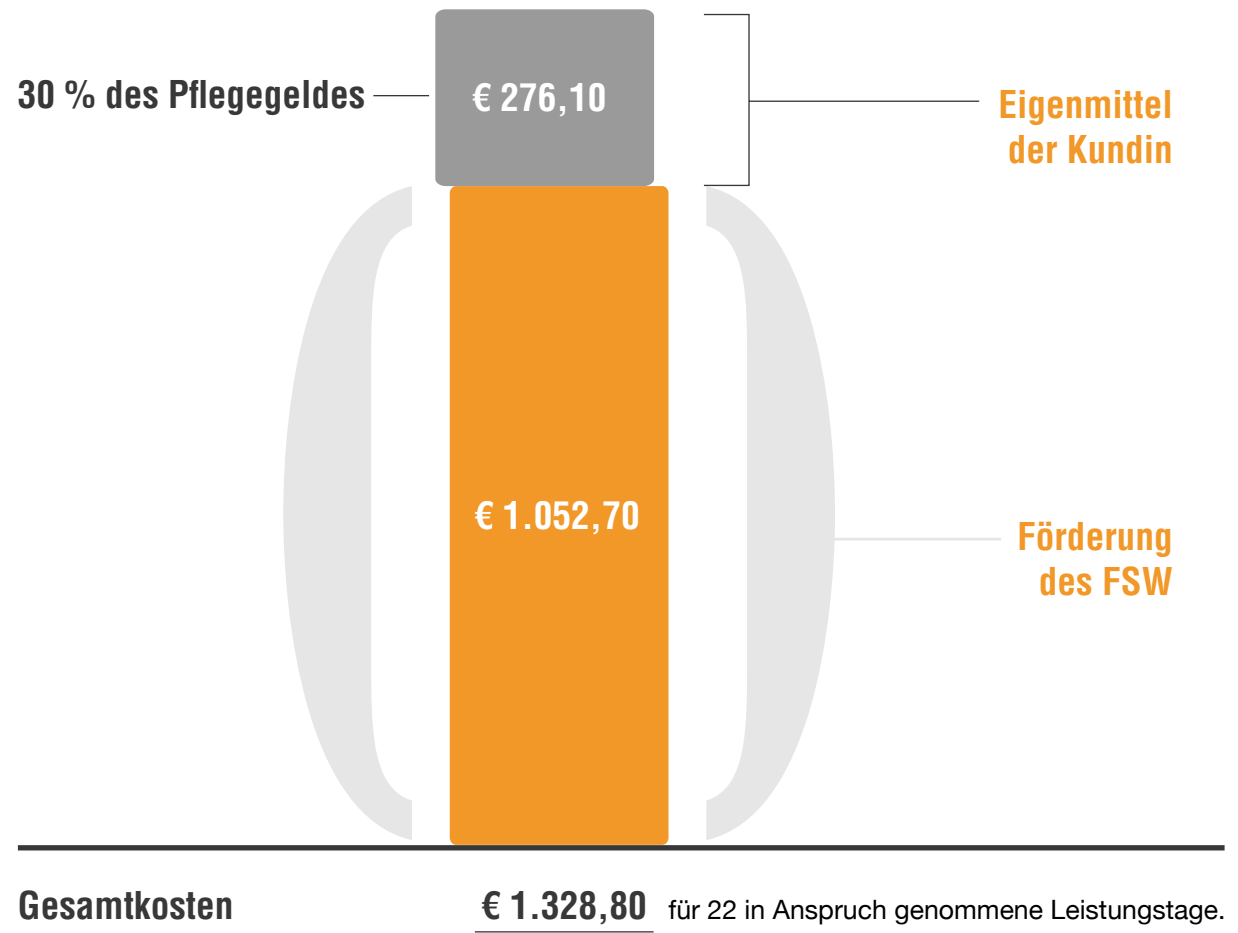 30 % des Pflegegeldes
€ 276,10
Eigenmittel
der Kundin
€ 1.052,70
Förderung
des FSW
Gesamtkosten € 1.328,80 für 22 in Anspruch genommene Leistungstage.